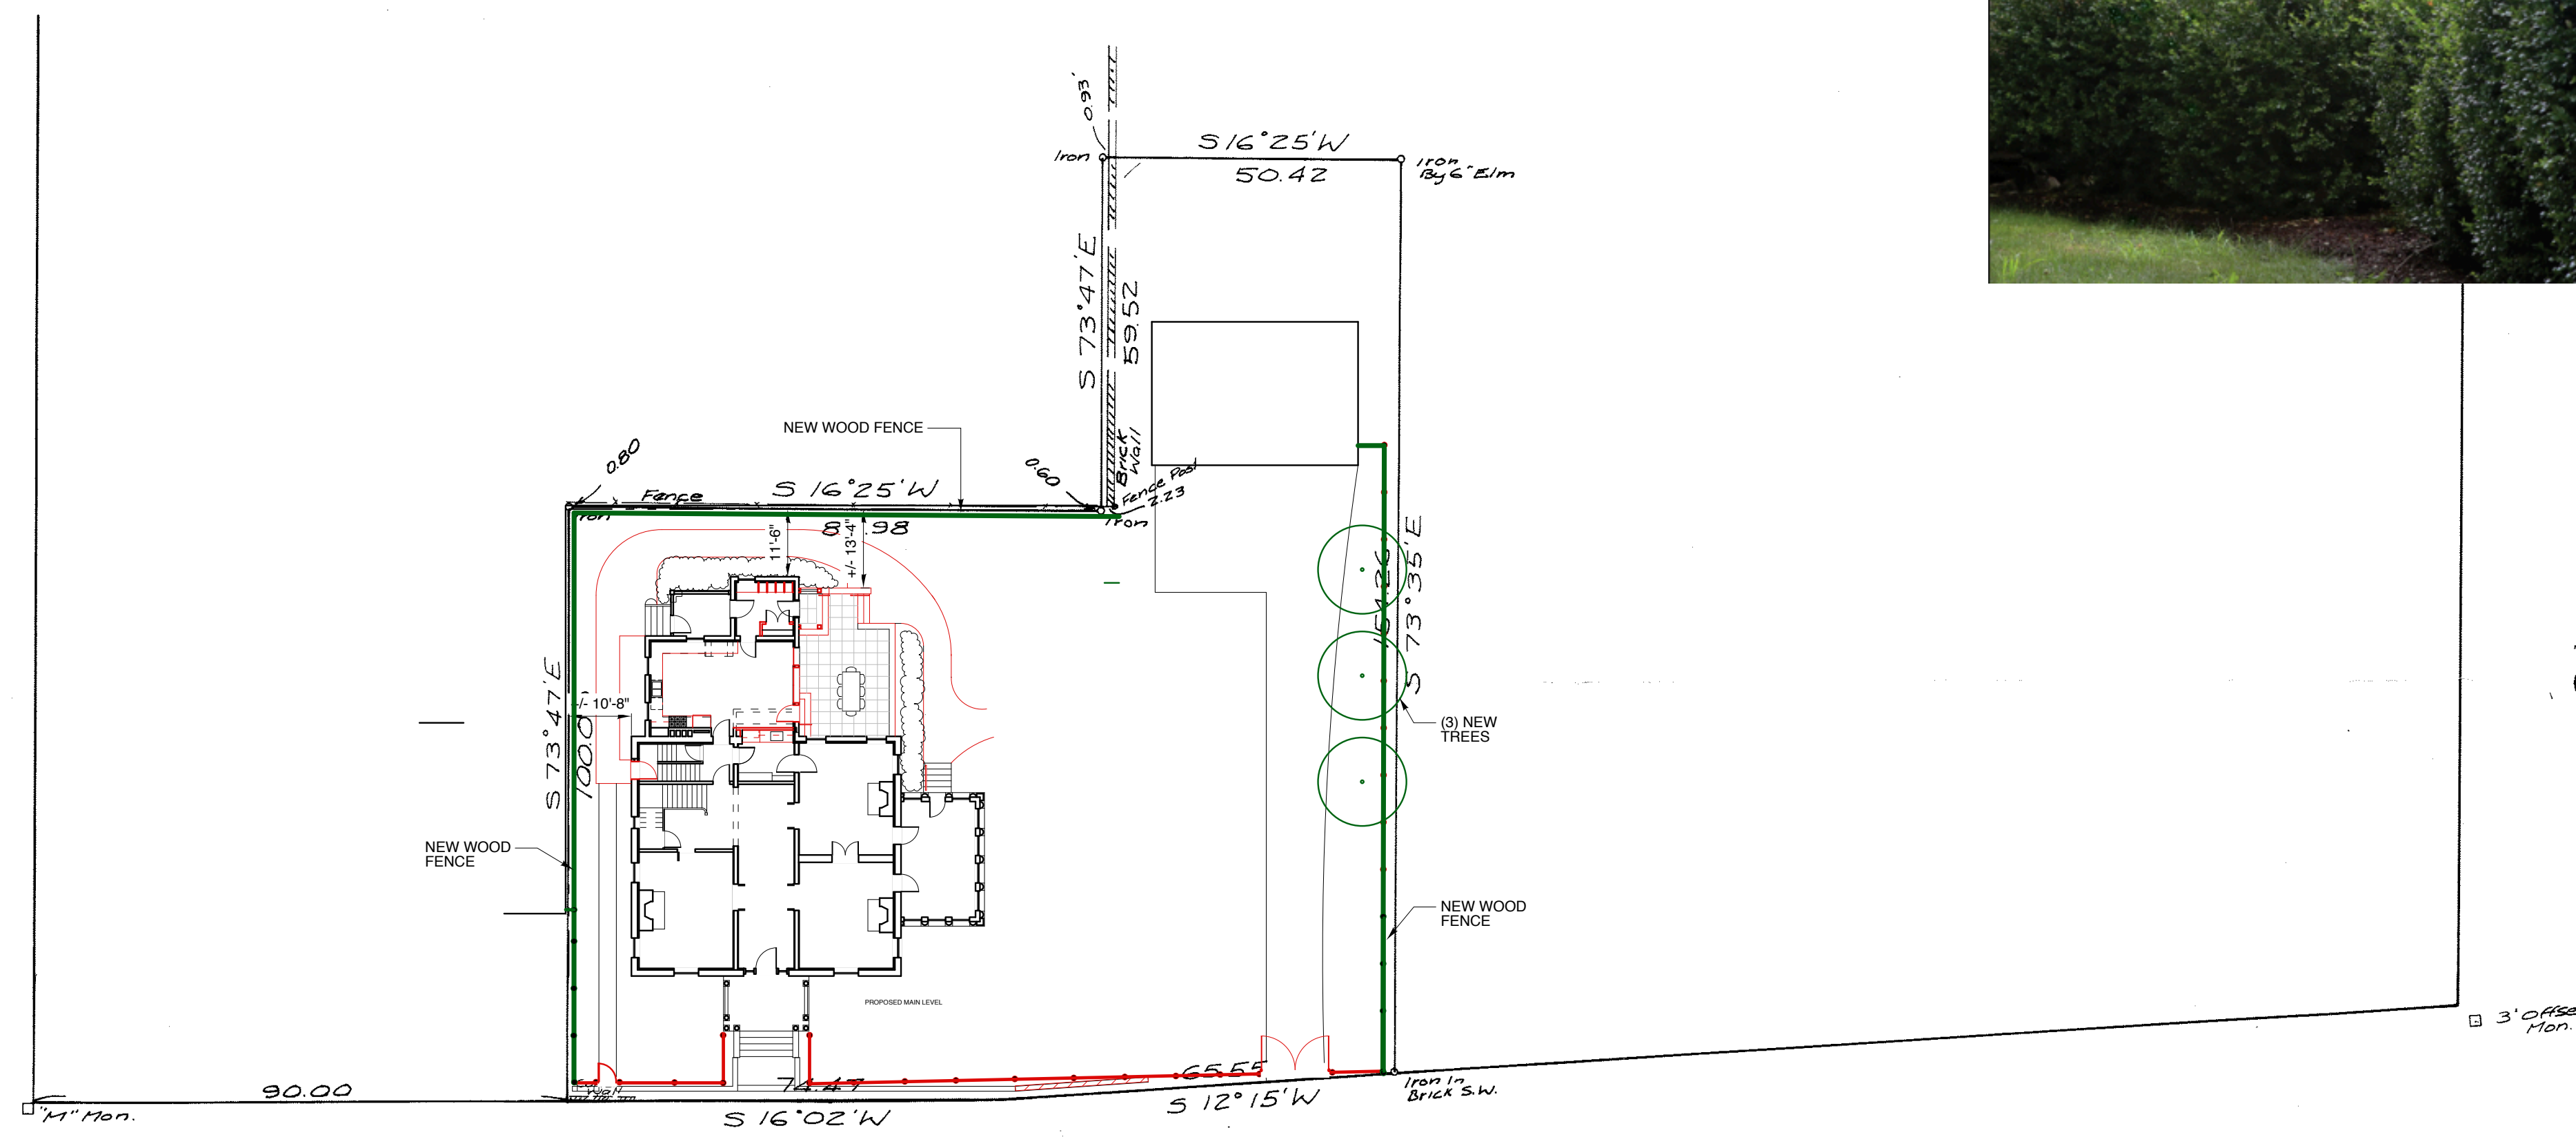 0.93'
S 16°25'W
Iron
50.42
Iron
By 6" Elm
S 73°47'E
59.52
NEW WOOD FENCE
Brick
Wall
0.80
0.60
Fence
S 16°25'W
Fence Post
2.23
Iron
Iron
11'-6"
+/- 13'-4"
S 73°35'E
S 73°47'E
+/- 10'-8"
(3) NEW
TREES
NEW WOOD
FENCE
NEW WOOD
FENCE
PROPOSED MAIN LEVEL
3' Offse
Mon.
90.00
74.47
65.55
Iron In
Brick S.W.
"M" Mon.
S 16°02'W
S 12°15'W